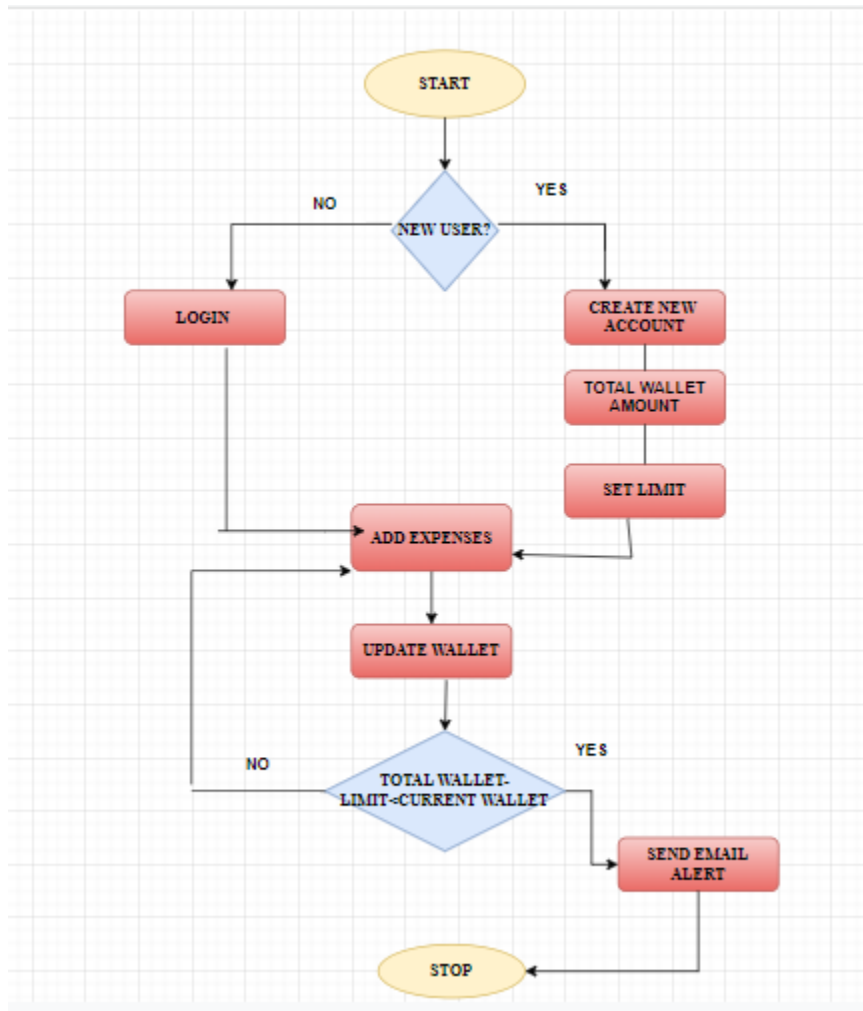 START
NO
YES
NEW USER?
LOGIN
CREATE NEW
ACCOUNT
TOTAL WALLET
AMOUNT
SET LIMIT
ADD EXPENSES
UPDATE WALLET
NO
YES
TOTAL WALLET-
LIMIT<CURRENT WALLET
SEND EMAIL
ALERT
STOP